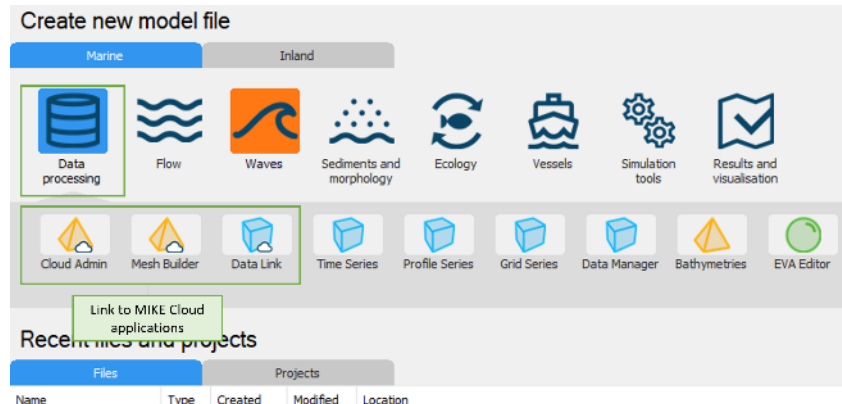 Create new model file
Marine
Inland
Data
processing
Flow
Waves
Sediments and
morphology
Ecology
Vessels
Simulation
tools
Results and
visualisation
Cloud Admin
Mesh Builder
Data Link
Time Series
Profile Series
Grid Series
Data Manager
Bathymetries
EVA Editor
Link to MIKE Cloud
applications
Recent files and projects
Files
Projects
Name
Type
Created
Modified
Location